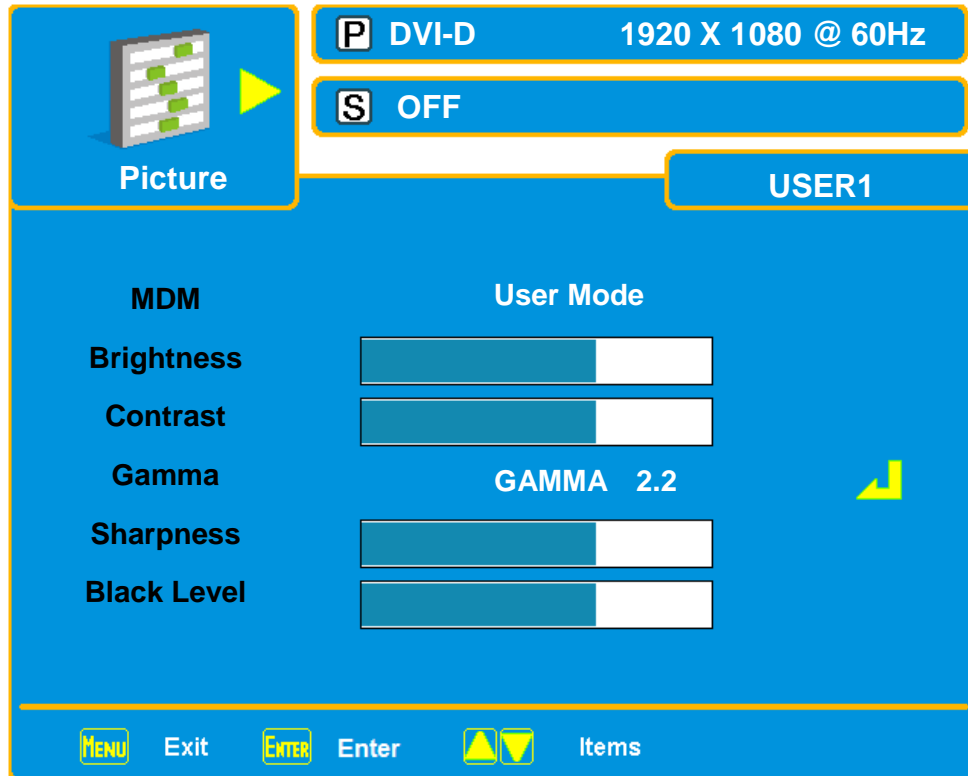 P DVI-D 1920 X 1080 @ 60Hz
S OFF
Picture
USER1
MDM User Mode
Brightness
Contrast
Gamma GAMMA 2.2
Sharpness
Black Level
MENU Exit ENTER Enter Items